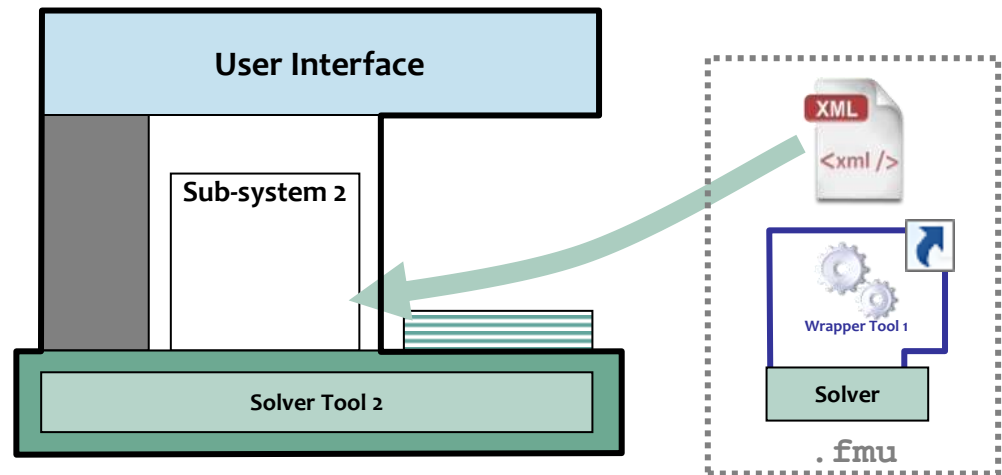 User Interface
XML
<xml />
Sub-system 2
Wrapper Tool 1
Solver
Solver Tool 2
.fmu